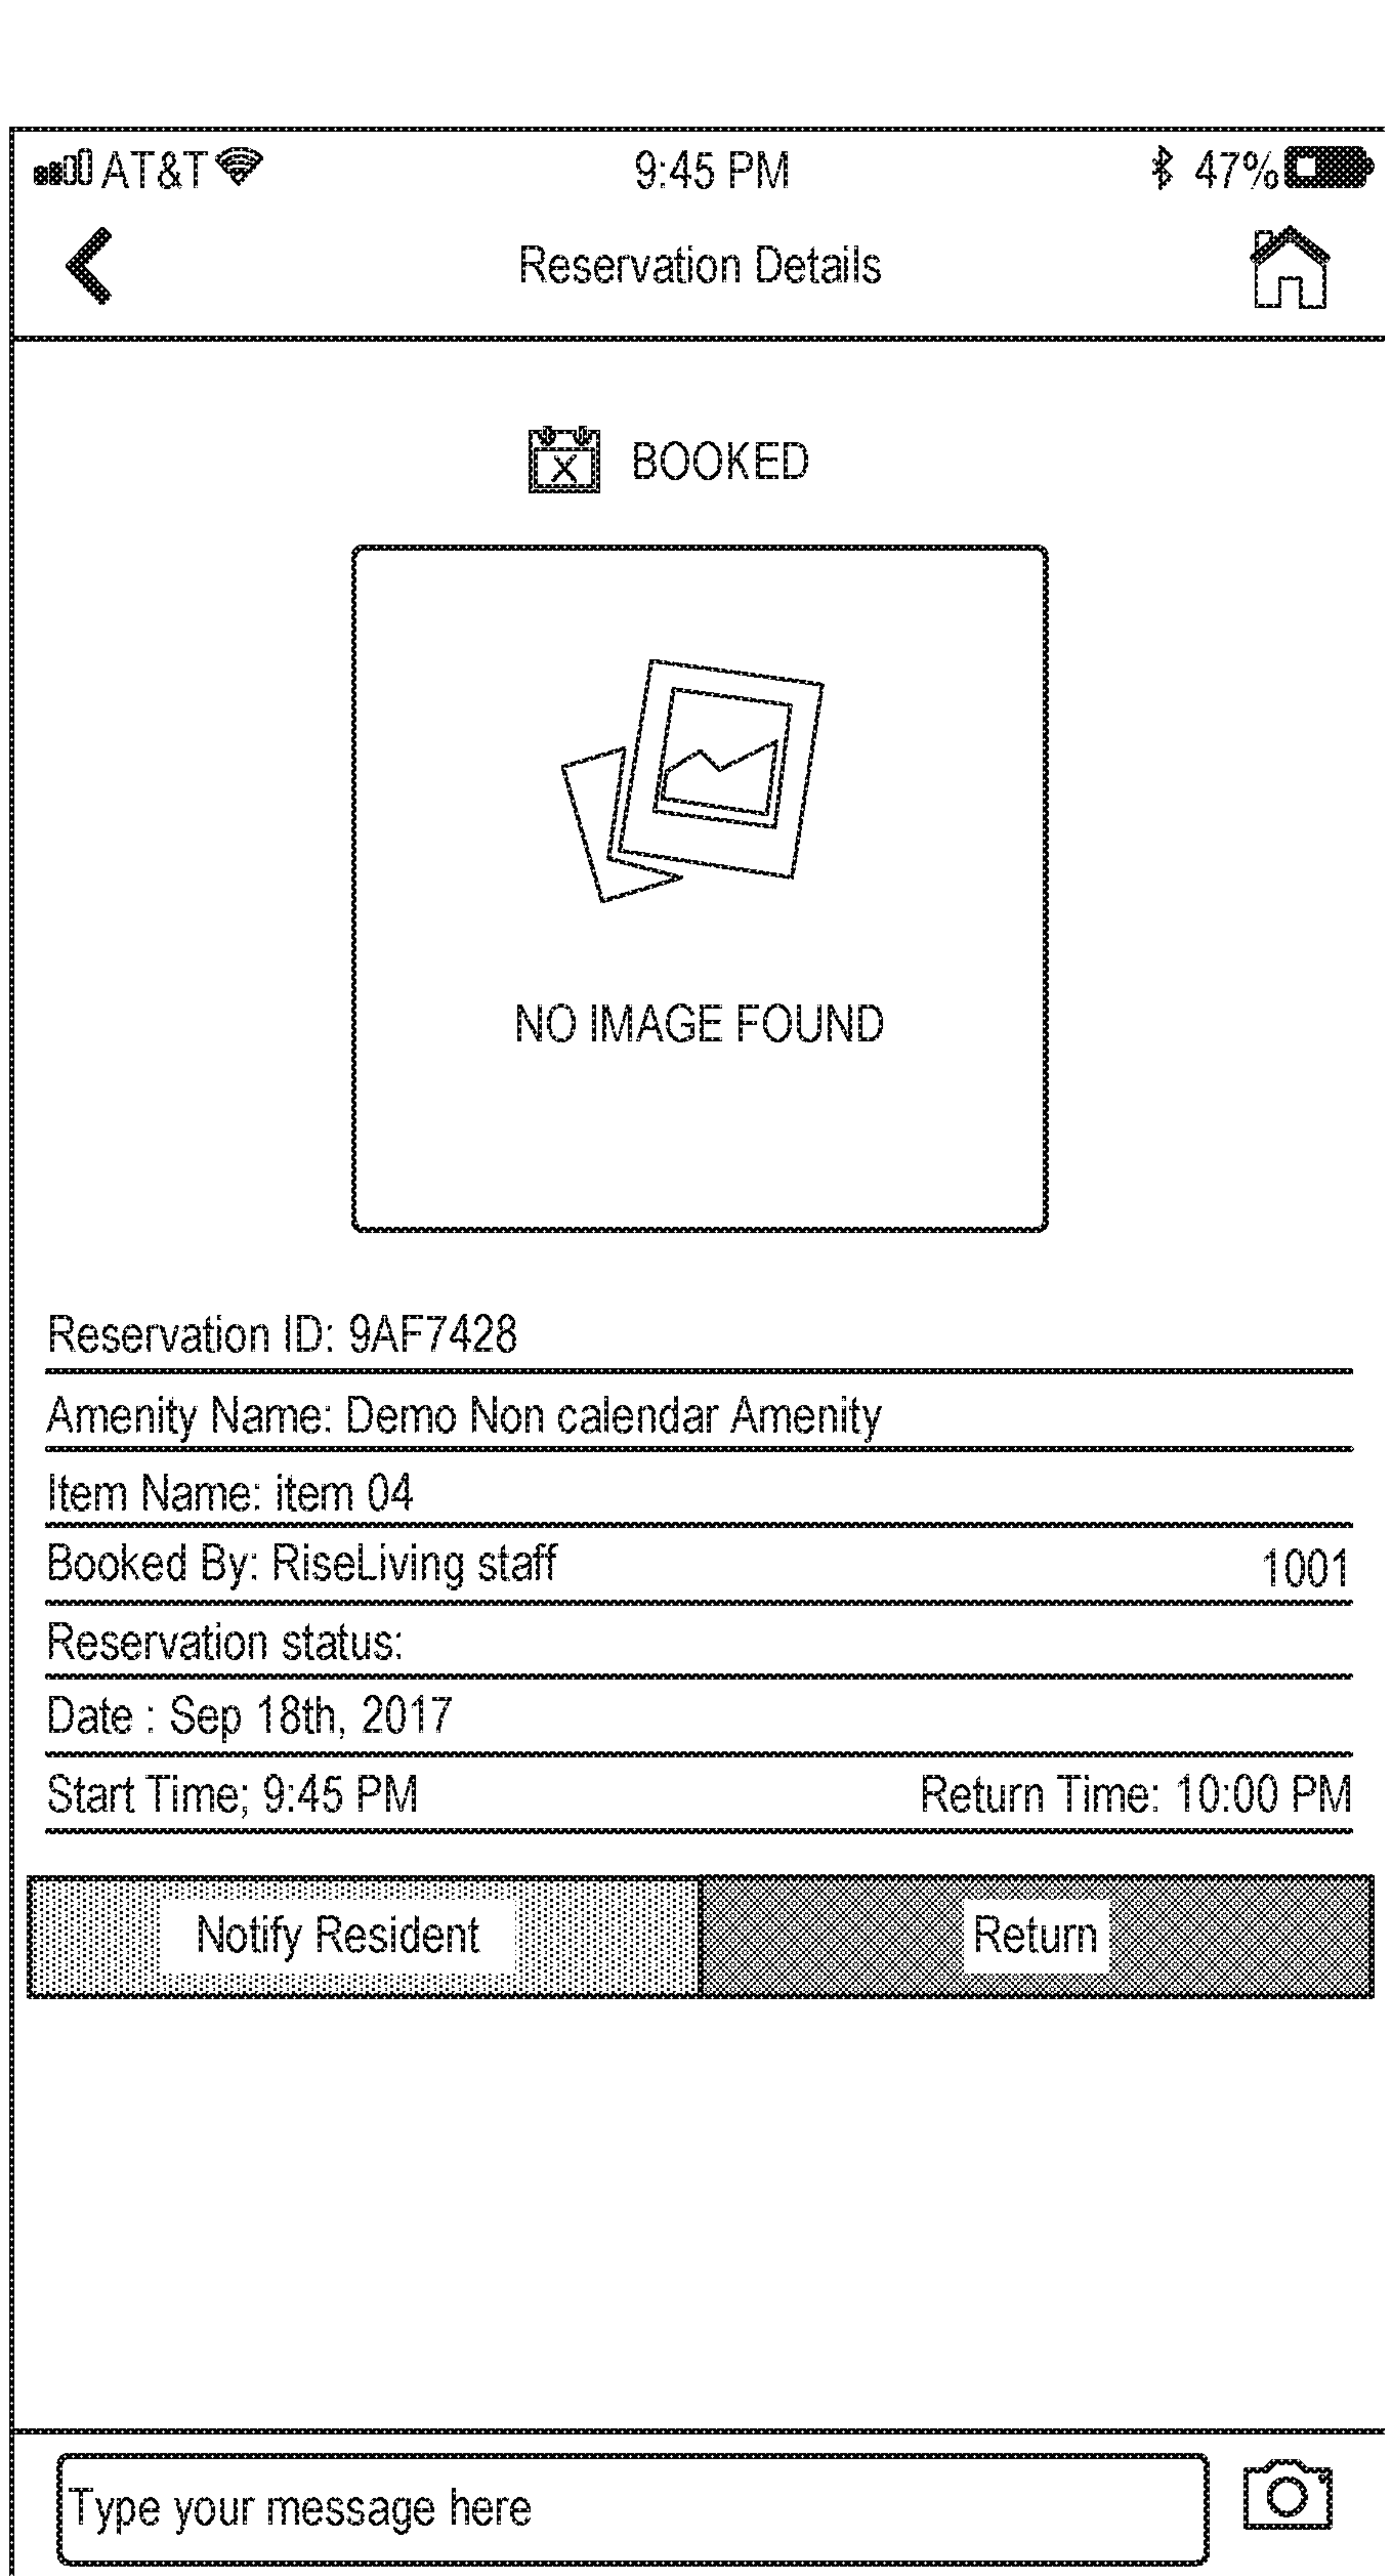 AT&T 9:45 PM 47%
Reservation Details
X BOOKED
NO IMAGE FOUND
Reservation ID: 9AF7428
Amenity Name: Demo Non calendar Amenity
Item Name: item 04
Booked By: RiseLiving staff 1001
Reservation status:
Date : Sep 18th, 2017
Start Time; 9:45 PM Return Time: 10:00 PM
Notify Resident Return
Type your message here